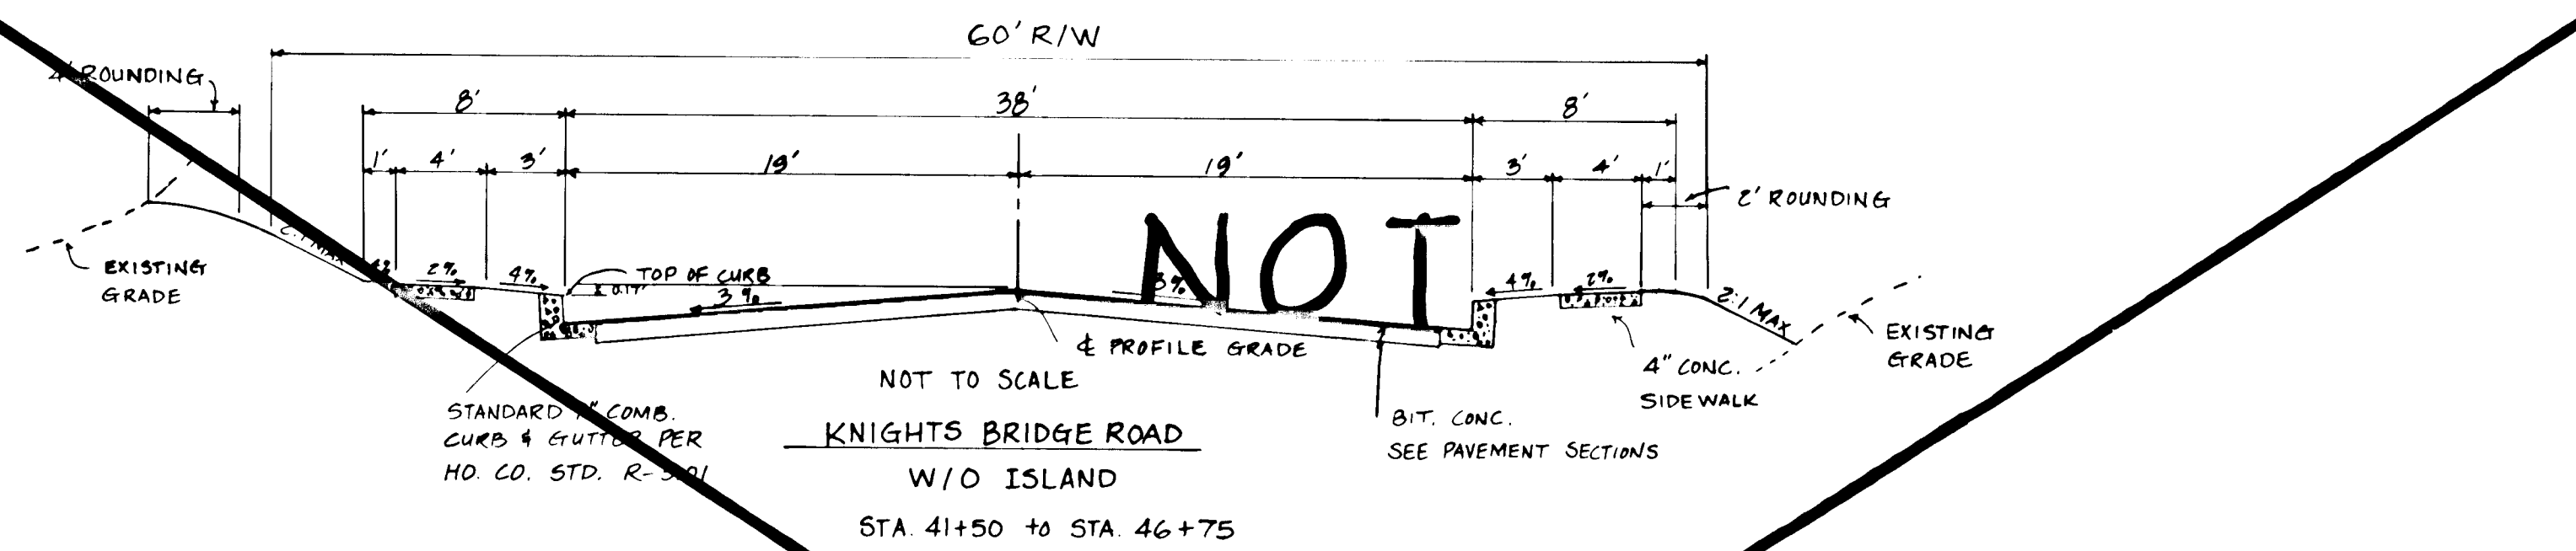 60' R/W
4' ROUNDING
8'
38'
8'
1'
4'
3'
19'
19'
3'
4'
1'
2' ROUNDING
NOT
2:1 MAX
2%
4%
TOP OF CURB
0.17'
3%
3%
4%
2%
2:1 MAX
EXISTING
GRADE
℄ PROFILE GRADE
4" CONC.
SIDEWALK
EXISTING
GRADE
NOT TO SCALE
STANDARD 7" COMB.
CURB & GUTTER PER
HO. CO. STD. R-
KNIGHTS BRIDGE ROAD
W/O ISLAND
STA. 41+50 to STA. 46+75
BIT. CONC.
SEE PAVEMENT SECTIONS